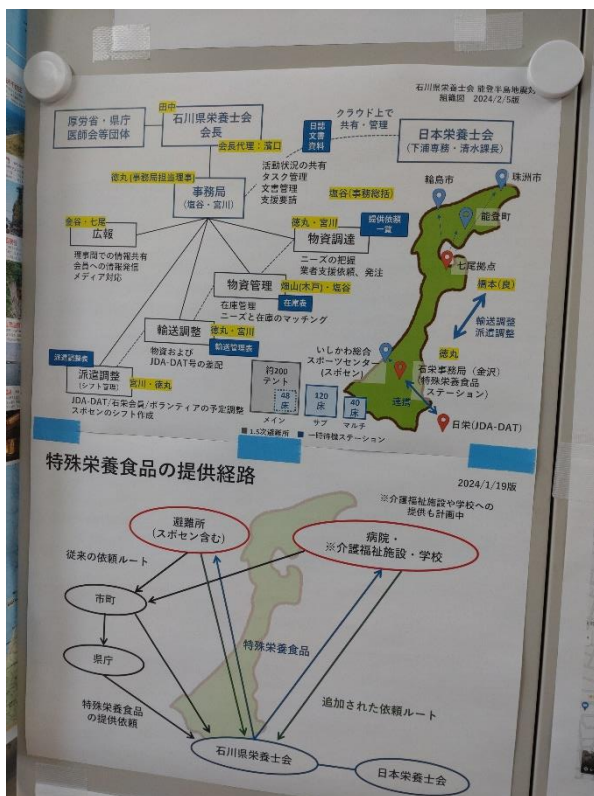 石川県栄養士会 能登半島地震対
組織図 2024/2/5版
厚労省・県庁
医師会等団体
田中
石川県栄養士会
会長
会長代理:濱口
日誌
文書
資料
クラウド上で
共有・管理
日本栄養士会
(下浦専務・清水課長)
徳丸(事務局担当理事)
事務局
(塩谷・宮川)
活動状況の共有
タスク管理
文書管理
支援要請
塩谷(事務総括)
輪島市
珠洲市
能登町
七尾拠点
金谷・七尾
広報
理事間での情報共有
会員への情報発信
メディア対応
徳丸・宮川
物資調達
提供依頼
一覧
ニーズの把握
業者支援依頼、発注
物資管理
畑山(木戸)・塩谷
在庫管理
ニーズと在庫のマッチング
在庫表
橋本(良)
輸送調整
派遣調整
徳丸
輸送調整
徳丸・宮川
輸送管理表
物資および
JDA-DAT号の差配
派遣調整表
派遣調整
(シフト管理)
宮川・徳丸
JDA-DAT/石栄会長/ボランティアの予定調整
スポセンのシフト作成
いしかわ総合
スポーツセンター
(スポセン)
石栄事務局(金沢)
(特殊栄養食品
ステーション)
連携
日栄(JDA-DAT)
約200
テント
48
床
メイン
120
床
サブ
40
床
マルチ
■ 1.5次避難所
■ 一時待機ステーション
特殊栄養食品の提供経路
2024/1/19版
※介護福祉施設や学校への
提供も計画中
避難所
(スポセン含む)
病院・
※介護福祉施設・学校
従来の依頼ルート
市町
県庁
特殊栄養食品
特殊栄養食品
の提供依頼
追加された依頼ルート
石川県栄養士会
日本栄養士会